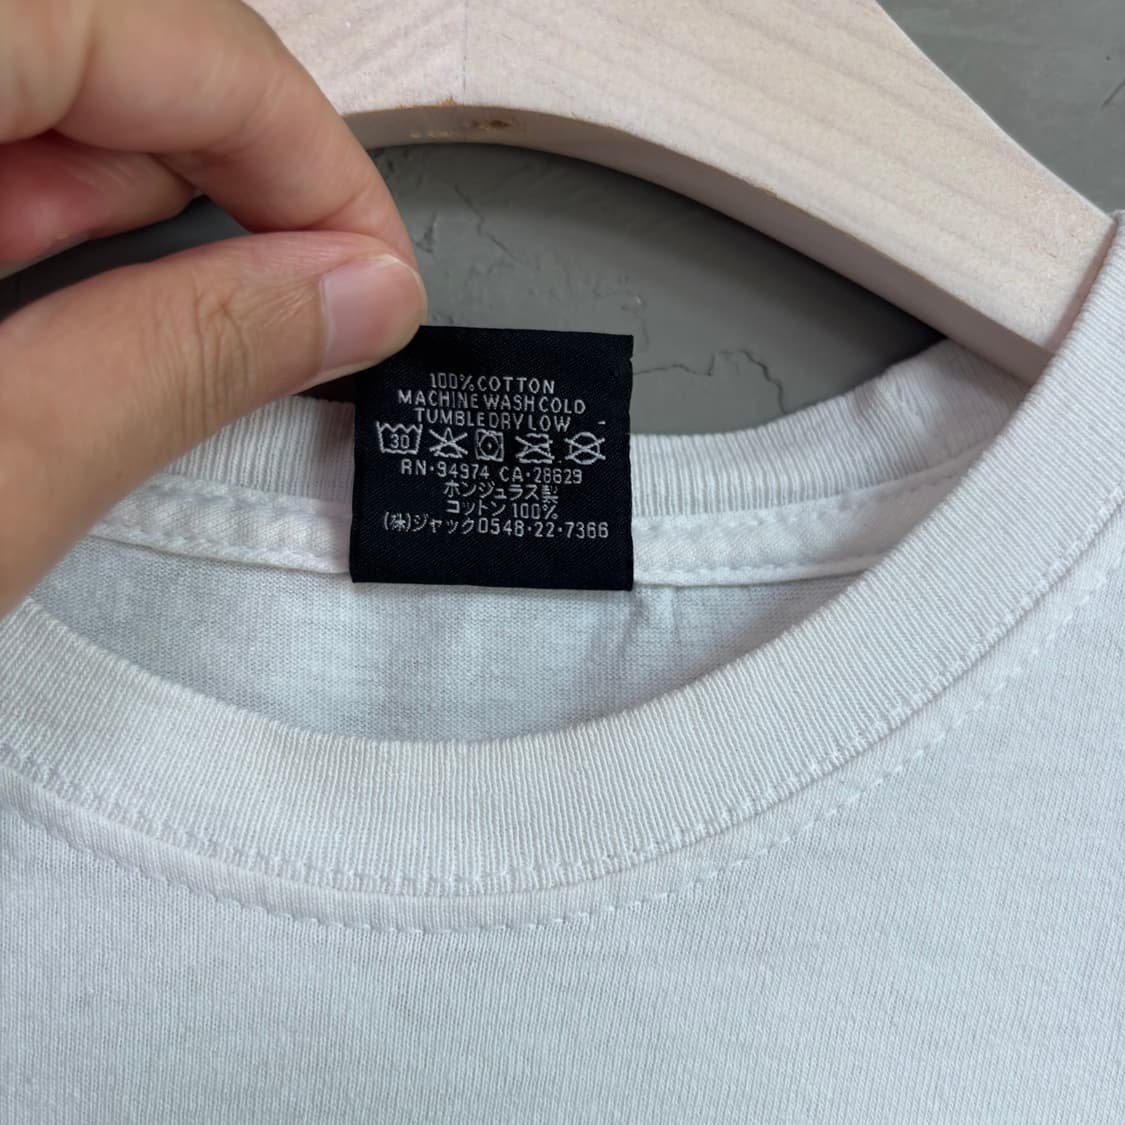 100% COTTON
MACHINE WASH COLD
TUMBLE DRY LOW
30
RN·94974 CA·28629
ホンジュラス製
コットン 100%
(株)ジャック0548·22·7366